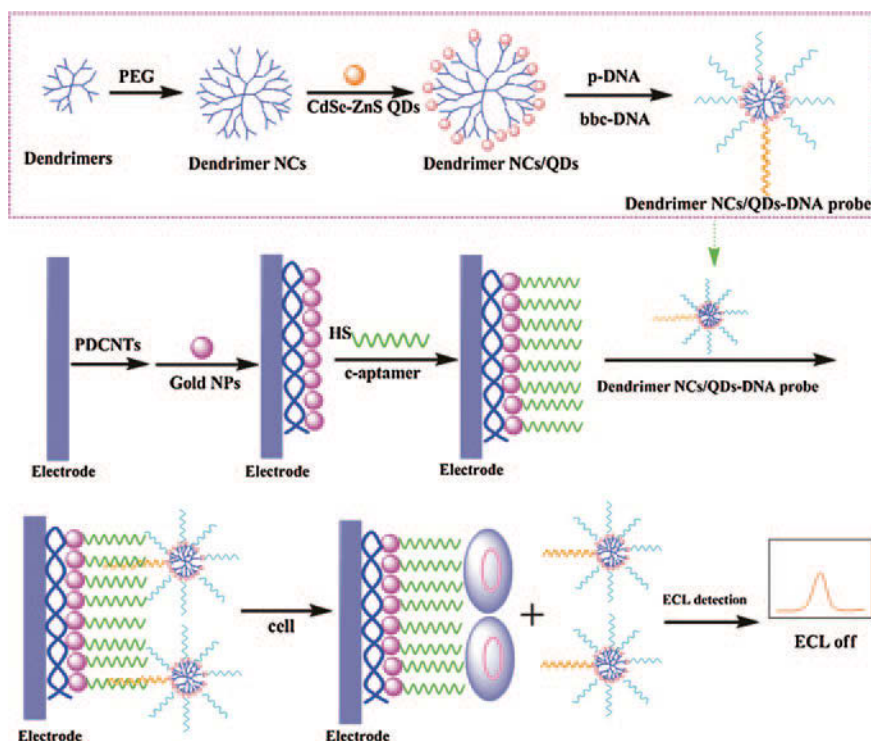 PEG
CdSe-ZnS QDs
p-DNA
bbc-DNA
Dendrimers
Dendrimer NCs
Dendrimer NCs/QDs
Dendrimer NCs/QDs-DNA probe
PDCNTs
Gold NPs
HS
c-aptamer
Dendrimer NCs/QDs-DNA probe
Electrode
Electrode
Electrode
cell
+
ECL detection
ECL off
Electrode
Electrode